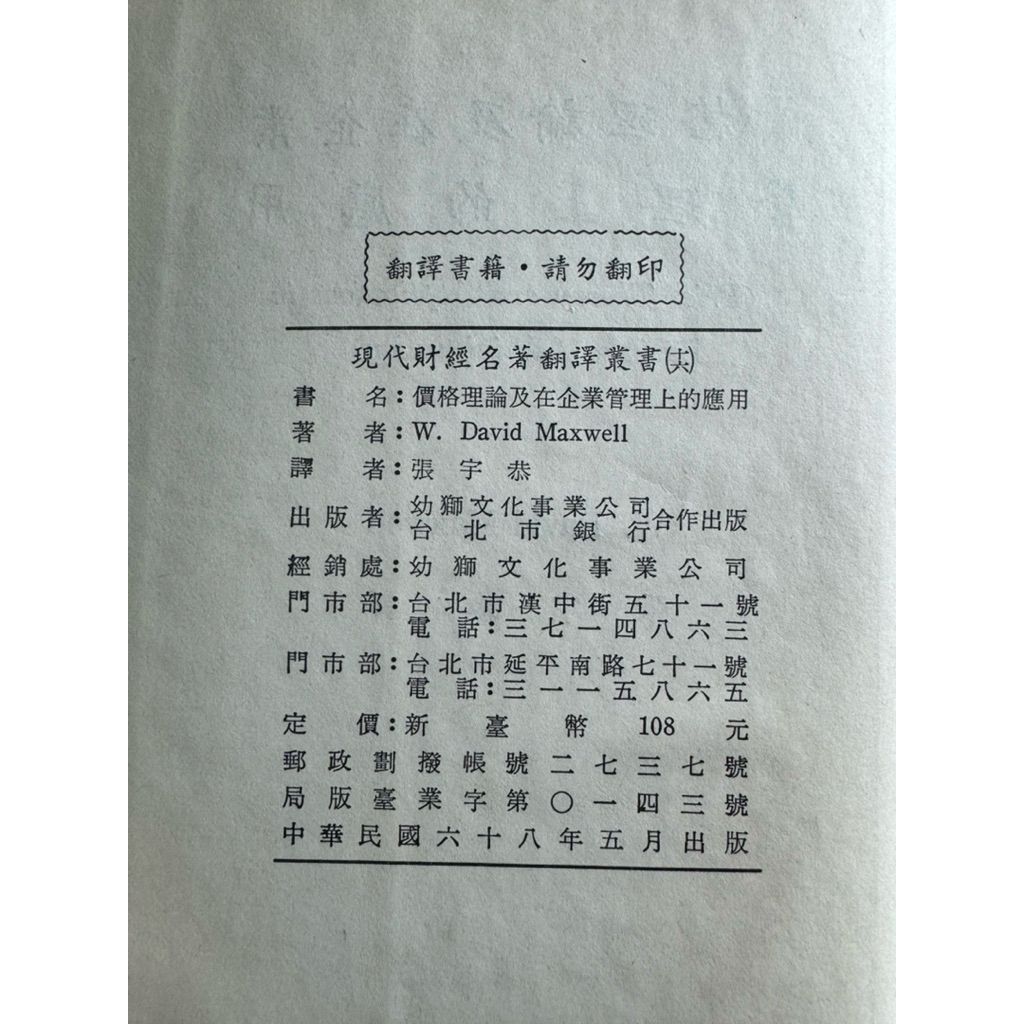 翻譯書籍・請勿翻印
現代財經名著翻譯叢書(十六)
書名：價格理論及在企業管理上的應用
著者：W. David Maxwell
譯者：張宇恭
出版者：幼獅文化事業公司
台北市銀行合作出版
經銷處：幼獅文化事業公司
門市部：台北市漢中街五十一號
電話：三七一四八六三
門市部：台北市延平南路七十一號
電話：三一一五八六五
定價：新臺幣108元
郵政劃撥帳號二七三七號
局版臺業字第〇一四三號
中華民國六十八年五月出版